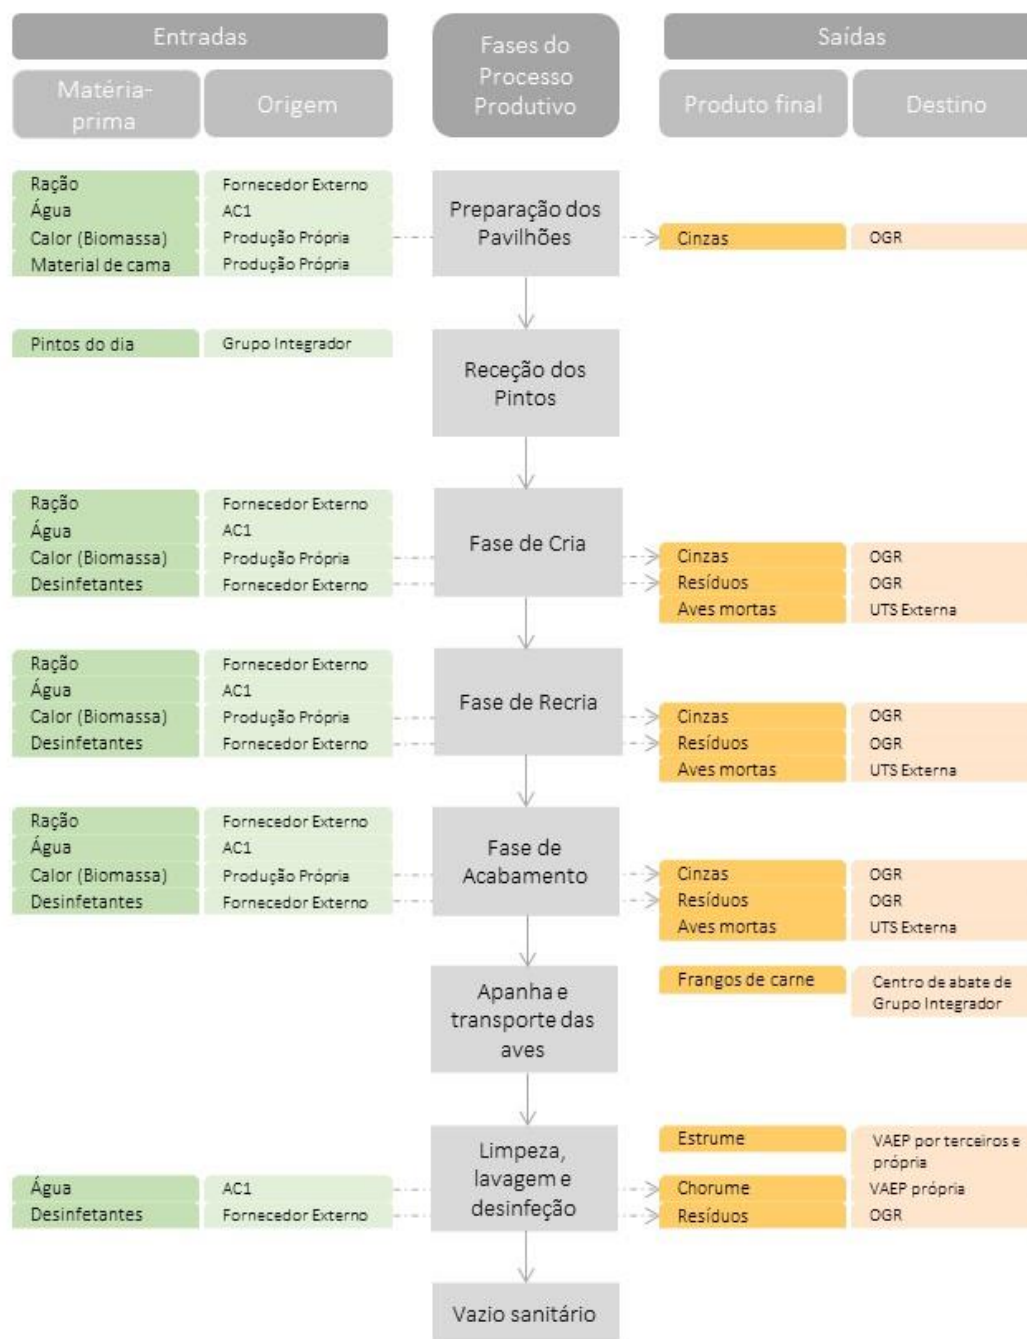 Entradas
Fases do
Processo
Produtivo
Saídas
Matéria-
prima
Origem
Produto final
Destino
Ração
Fornecedor Externo
Água
AC1
Calor (Biomassa)
Produção Própria
Material de cama
Produção Própria
Preparação dos
Pavilhões
Cinzas
OGR
Pintos do dia
Grupo Integrador
Receção dos
Pintos
Ração
Fornecedor Externo
Água
AC1
Calor (Biomassa)
Produção Própria
Desinfetantes
Fornecedor Externo
Fase de Cria
Cinzas
OGR
Resíduos
OGR
Aves mortas
UTS Externa
Ração
Fornecedor Externo
Água
AC1
Calor (Biomassa)
Produção Própria
Desinfetantes
Fornecedor Externo
Fase de Recria
Cinzas
OGR
Resíduos
OGR
Aves mortas
UTS Externa
Ração
Fornecedor Externo
Água
AC1
Calor (Biomassa)
Produção Própria
Desinfetantes
Fornecedor Externo
Fase de
Acabamento
Cinzas
OGR
Resíduos
OGR
Aves mortas
UTS Externa
Apanha e
transporte das
aves
Frangos de carne
Centro de abate de
Grupo Integrador
Água
AC1
Desinfetantes
Fornecedor Externo
Limpeza,
lavagem e
desinfeção
Estrume
VAEP por terceiros e
própria
Chorume
VAEP própria
Resíduos
OGR
Vazio sanitário